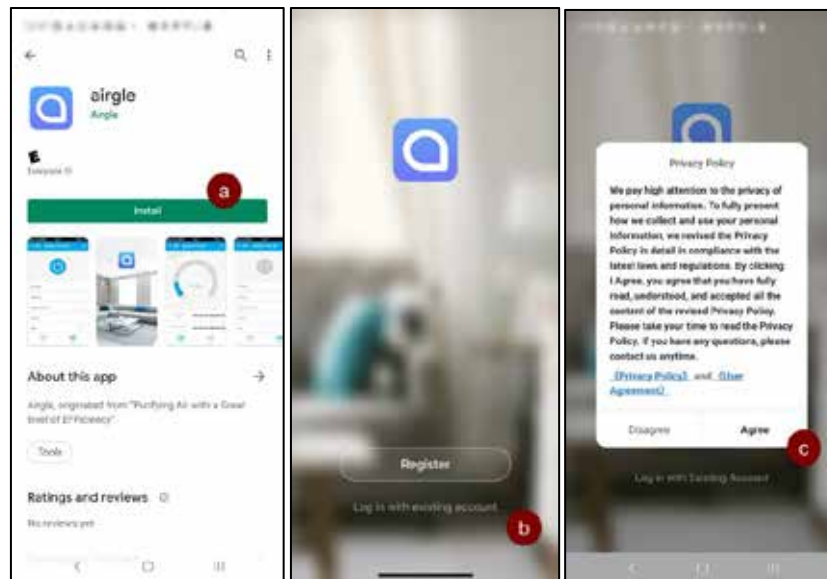 airgle
Airgle
E
Everyone
a
Install
About this app
Airgle, originated from "Purifying Air with a Great
Tools
Ratings and reviews
No reviews yet
Register
Log in with existing account
b
Privacy Policy
We pay high attention to the privacy of
personal information. To fully present
how we collect and use your personal
information, we revised the Privacy
Policy in detail in compliance with the
latest laws and regulations. By clicking
I Agree, you agree that you have fully
read, understood, and accepted all the
content of the revised Privacy Policy.
Please take your time to read the Privacy
Policy. If you have any questions, please
contact us anytime.
《Privacy Policy》 and 《User
Agreement》
Disagree
Agree
c
Log in with Existing Account